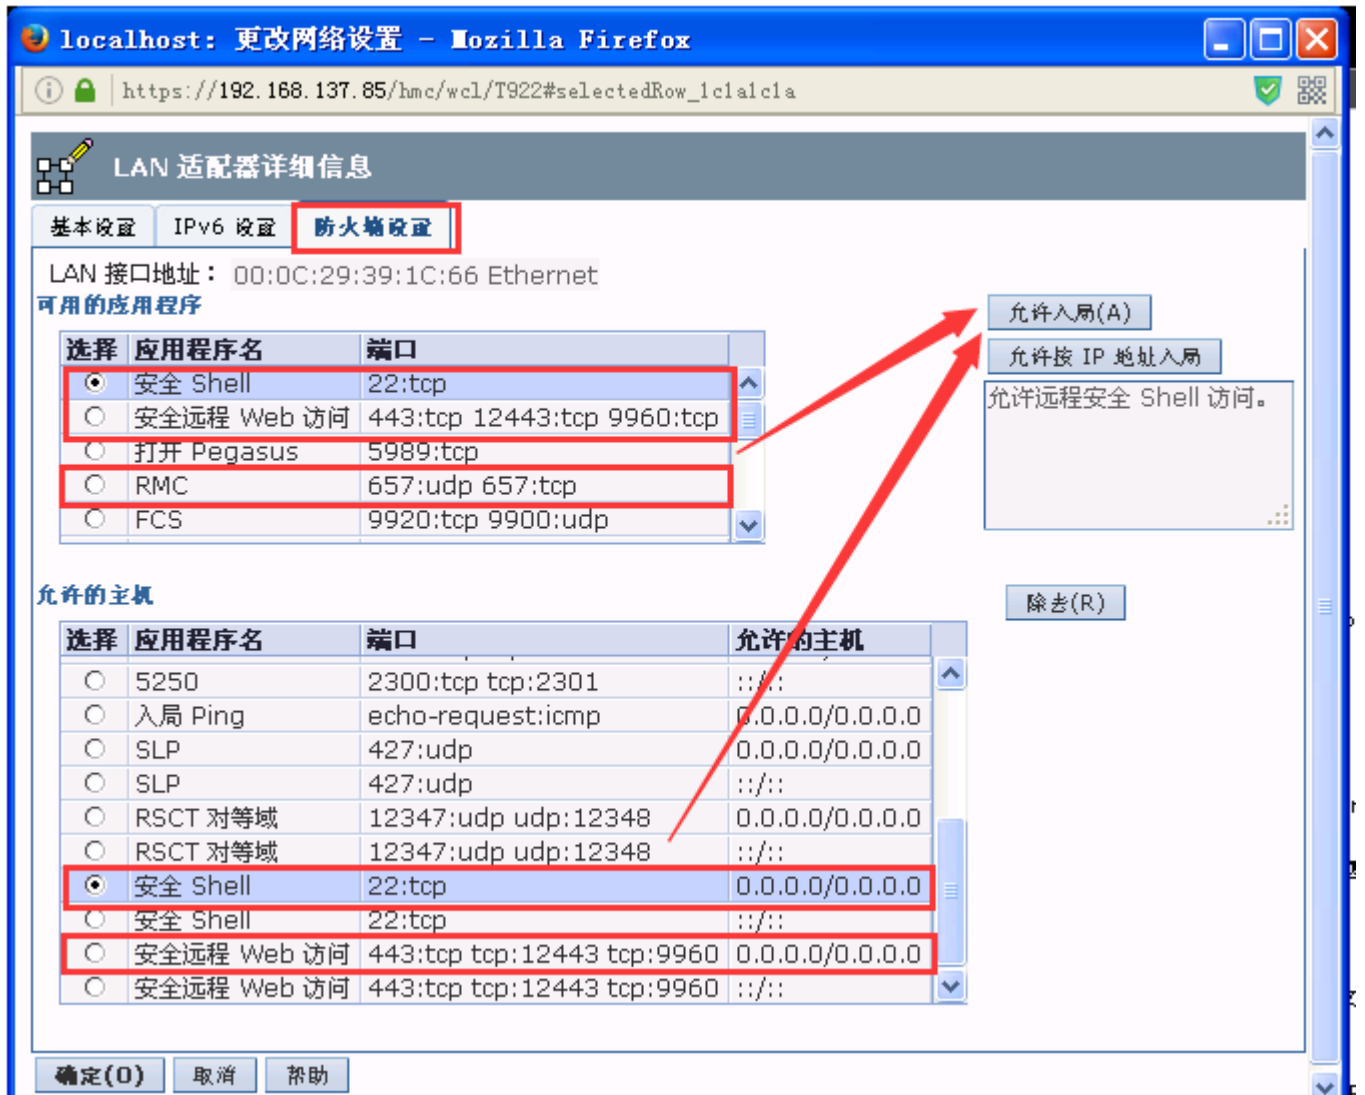 localhost: 更改网络设置 - Mozilla Firefox
https://192.168.137.85/hmc/wcl/T922#selectedRow_1c1a1c1a
LAN 适配器详细信息
基本设置 IPv6 设置 防火墙设置
LAN 接口地址： 00:0C:29:39:1C:66 Ethernet
可用的应用程序
允许入局(A)
选择 应用程序名 端口
允许按 IP 地址入局
安全 Shell 22:tcp
允许远程安全 Shell 访问。
安全远程 Web 访问 443:tcp 12443:tcp 9960:tcp
打开 Pegasus 5989:tcp
RMC 657:udp 657:tcp
FCS 9920:tcp 9900:udp
允许的主机
除去(R)
选择 应用程序名 端口 允许的主机
5250 2300:tcp tcp:2301 ::/::
入局 Ping echo-request:icmp 0.0.0.0/0.0.0.0
SLP 427:udp 0.0.0.0/0.0.0.0
SLP 427:udp ::/::
RSCT 对等域 12347:udp udp:12348 0.0.0.0/0.0.0.0
RSCT 对等域 12347:udp udp:12348 ::/::
安全 Shell 22:tcp 0.0.0.0/0.0.0.0
安全 Shell 22:tcp ::/::
安全远程 Web 访问 443:tcp tcp:12443 tcp:9960 0.0.0.0/0.0.0.0
安全远程 Web 访问 443:tcp tcp:12443 tcp:9960 ::/::
确定(O) 取消 帮助